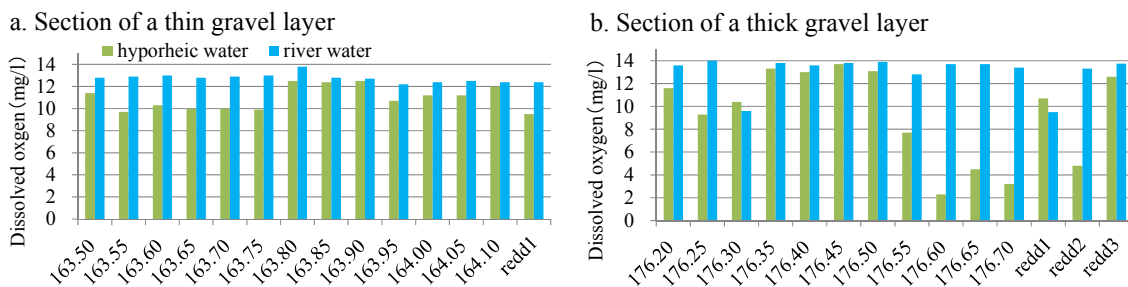 a. Section of a thin gravel layer
hyporheic water river water
Dissolved oxgen (mg/l)
14
12
10
8
6
4
2
0
163.50 163.55 163.60 163.65 163.70 163.75 163.80 163.85 163.90 163.95 164.00 164.05 164.10 redd1
b. Section of a thick gravel layer
Dissolved oxygen (mg/l)
14
12
10
8
6
4
2
0
176.20 176.25 176.30 176.35 176.40 176.45 176.50 176.55 176.60 176.65 176.70 redd1 redd2 redd3